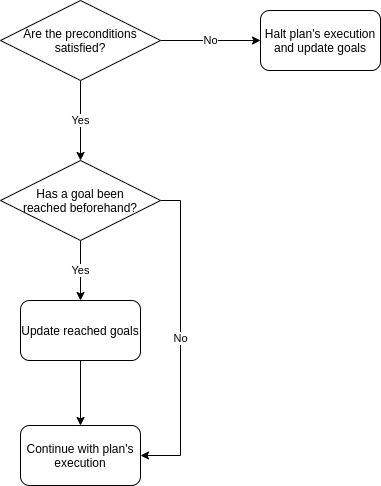 Are the preconditions
satisfied?
No
Halt plan's execution
and update goals
Yes
Has a goal been
reached beforehand?
Yes
Update reached goals
No
Continue with plan's
execution